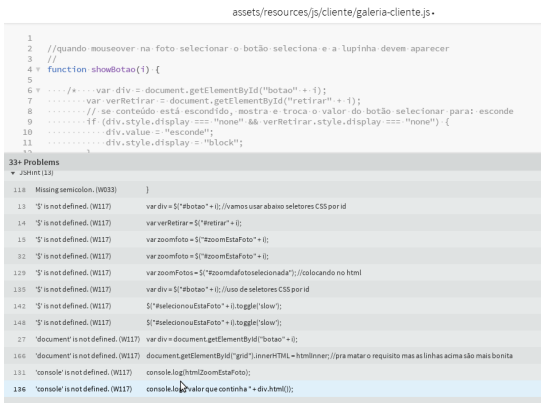 assets/resources/js/cliente/galeria-cliente.js•
1
2 //quando mouseover na foto selecionar o botão seleciona e a lupinha devem aparecer
3 //
4 function showBotao(i) {
5
6 /* var div = document.getElementById("botao" + i);
7 var verRetirar = document.getElementById("retirar" + i);
8 // se conteúdo está escondido, mostra e troca o valor do botão selecionar para: esconde
9 if (div.style.display === "none" && verRetirar.style.display === "none") {
10 div.value = "esconde";
11 div.style.display = "block";
12 }
33+ Problems
JSHint (13)
118 Missing semicolon. (W033) }
13 '$' is not defined. (W117) var div = $("#botao" + i); //vamos usar abaixo seletores CSS por id
14 '$' is not defined. (W117) var verRetirar = $("#retirar" + i);
15 '$' is not defined. (W117) var zoomfoto = $("#zoomEstaFoto" + i);
32 '$' is not defined. (W117) var zoomfoto = $("#zoomEstaFoto" + i);
129 '$' is not defined. (W117) var zoomFotos = $("#zoomdafotoselecionada"); //colocando no html
135 '$' is not defined. (W117) var div = $("#botao" + i); //uso de seletores CSS por id
142 '$' is not defined. (W117) $("#selecionouEstaFoto" + i).toggle('slow');
148 '$' is not defined. (W117) $("#selecionouEstaFoto" + i).toggle('slow');
27 'document' is not defined. (W117) var div = document.getElementById("botao" + i);
166 'document' is not defined. (W117) document.getElementById("grid").innerHTML = htmlInner; //pra matar o requisito mas as linhas acima são mais bonita
131 'console' is not defined. (W117) console.log(htmlZoomEstaFoto);
136 'console' is not defined. (W117) console.log("valor que continha " + div.html());